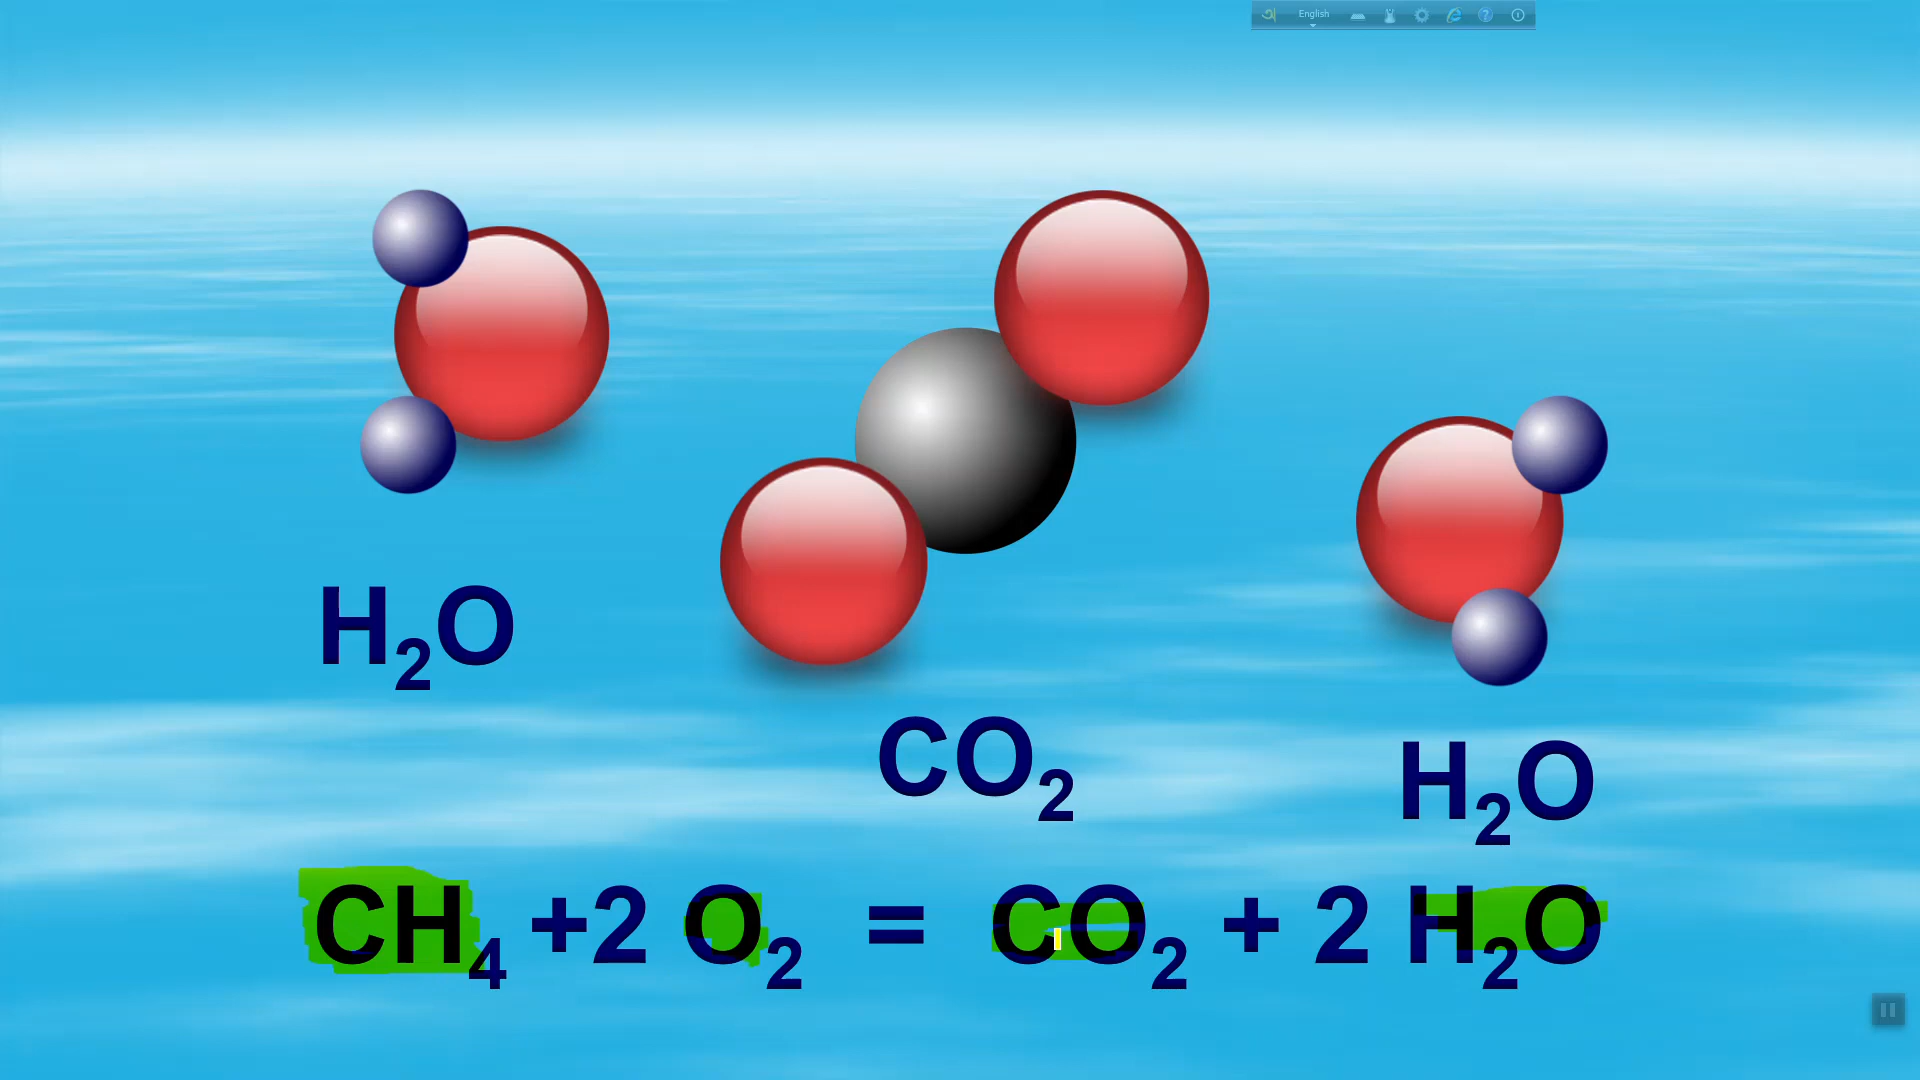 English
H₂O
CO₂
H₂O
CH₄ +2 O₂ = CO₂ + 2 H₂O